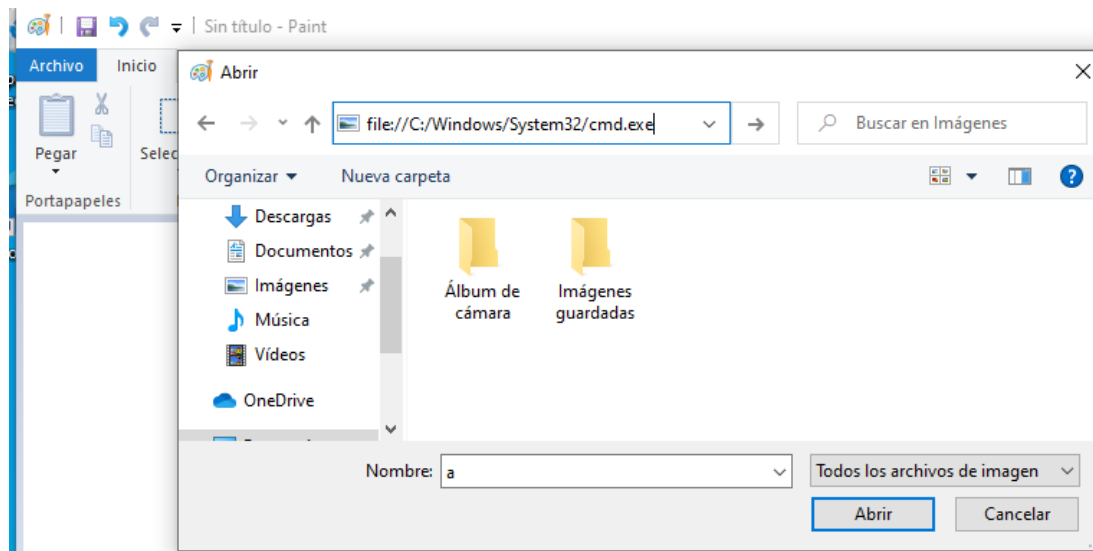 Sin título - Paint
Archivo Inicio
Abrir
file://C:/Windows/System32/cmd.exe
Buscar en Imágenes
Pegar
Selec
Portapapeles
Organizar
Nueva carpeta
Descargas
Documentos
Imágenes
Música
Vídeos
OneDrive
Álbum de
cámara
Imágenes
guardadas
Nombre: a
Todos los archivos de imagen
Abrir Cancelar